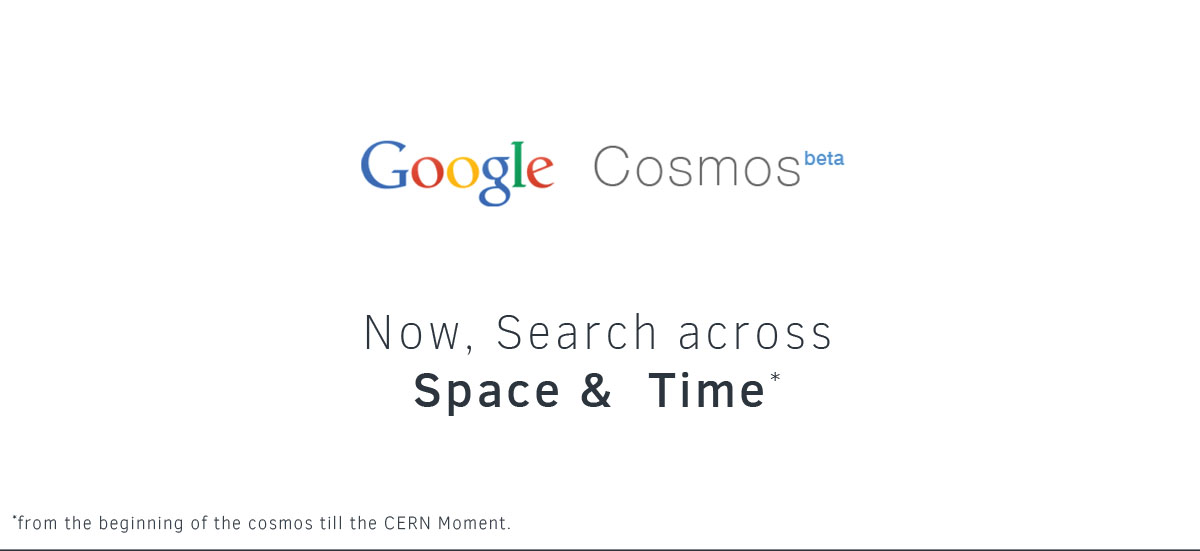 Google Cosmos beta
Now, Search across
Space & Time*
*from the beginning of the cosmos till the CERN Moment.